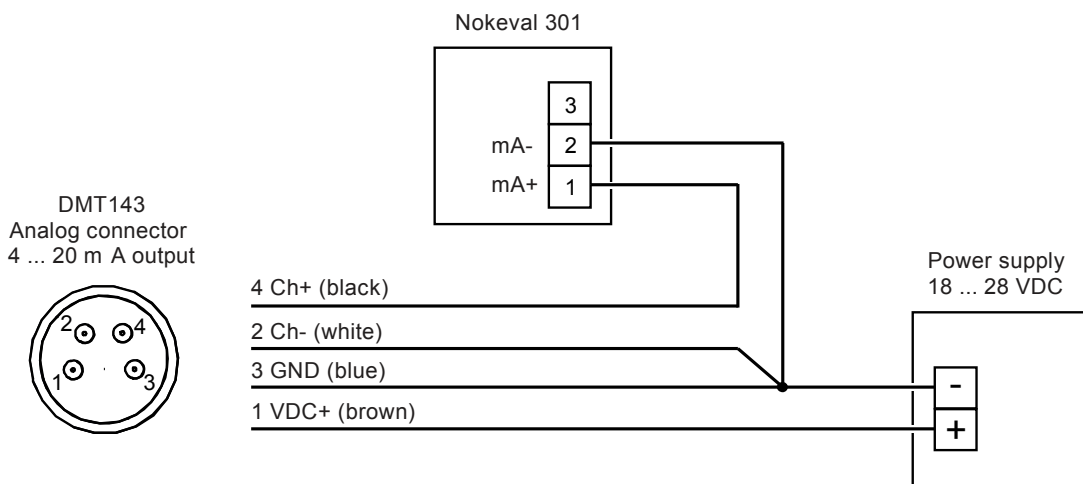 Nokeval 301
3
mA- 2
mA+ 1
DMT143
Analog connector
4 ... 20 m A output
2 4
1 3
4 Ch+ (black)
2 Ch- (white)
3 GND (blue)
1 VDC+ (brown)
Power supply
18 ... 28 VDC
-
+